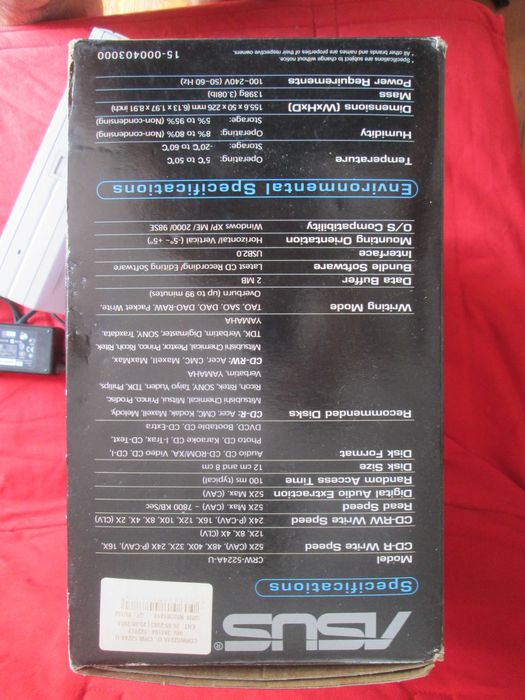 ASUS®
Specifications
Model CRW-5224A-U
CD-R Write Speed 52X (CAV), 48X, 40X, 32X, 24X (P-CAV), 16X,
12X, 8X, 4X (CLV)
CD-RW Write Speed 24X (P-CAV), 16X, 12X, 10X, 8X, 4X, 2X (CLV)
Read Speed 52X Max. (CAV) – 7800 KB/Sec
Digital Audio Extraction 52X Max. (CAV)
Random Access Time 100 ms (typical)
Disk Size 12 cm and 8 cm
Disk Format Audio CD, CD-ROM/XA, Video CD, CD-I,
Photo CD, Karaoke CD, I-Trax, CD-Text,
DVCD, Bootable CD, CD-Extra
Recommended Disks CD-R: Acer, CMC, Kodak, Maxell, Melody,
Mitsubishi Chemical, Mitsui, Princo, Prodisc,
Ricoh, Ritek, SONY, Taiyo Yuden, TDK, Philips,
Verbatim, YAMAHA
CD-RW: Acer, CMC, Maxell, MaxMax,
Mitsubishi Chemical, Plextor, Princo, Ricoh, Ritek,
TDK, Verbatim, Digimaster, SONY, Traxdata,
YAMAHA
Writing Mode TAO, SAO, DAO, DAO-RAW, Packet Write,
Overburn (up to 99 minutes)
Data Buffer 2 MB
Bundle Software Latest CD Recording/ Editing Software
Interface USB2.0
Mounting Orientation Horizontal/ Vertical (-5°~ +5°)
O/S Compatibility Windows XP/ ME/ 2000/ 98SE
Environmental Specifications
Temperature Operating: 5°C to 50°C
Storage: -20°C to 60°C
Humidity Operating: 8% to 80% (Non-condensing)
Storage: 5% to 95% (Non-condensing)
Dimensions (WxHxD) 155.6 x 50 x 226 mm (6.13 x 1.97 x 8.91 inch)
Mass 1398g (3.08lb)
Power Requirements 100~240V (50~60 Hz)
* Specifications subject to change without notice.
* All other brands and names are properties of their respective owners.
15-000403000